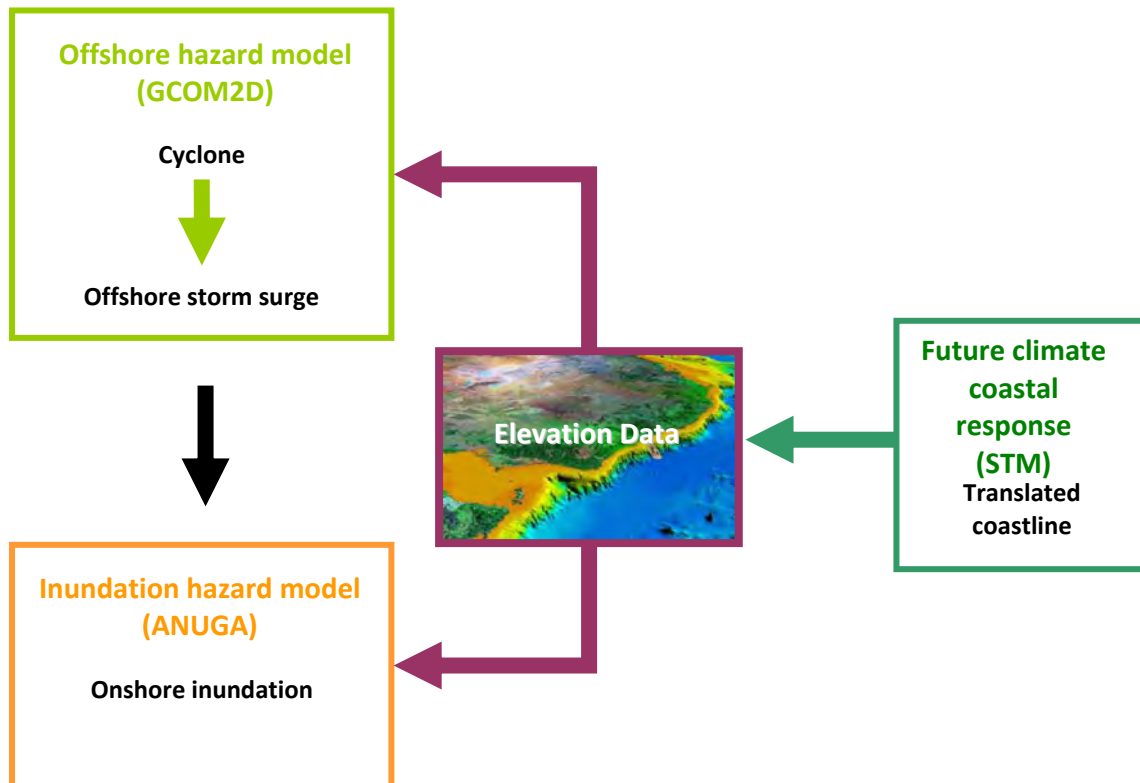 Offshore hazard model
(GCOM2D)
Cyclone
Offshore storm surge
Elevation Data
Future climate
coastal
response
(STM)
Translated
coastline
Inundation hazard model
(ANUGA)
Onshore inundation